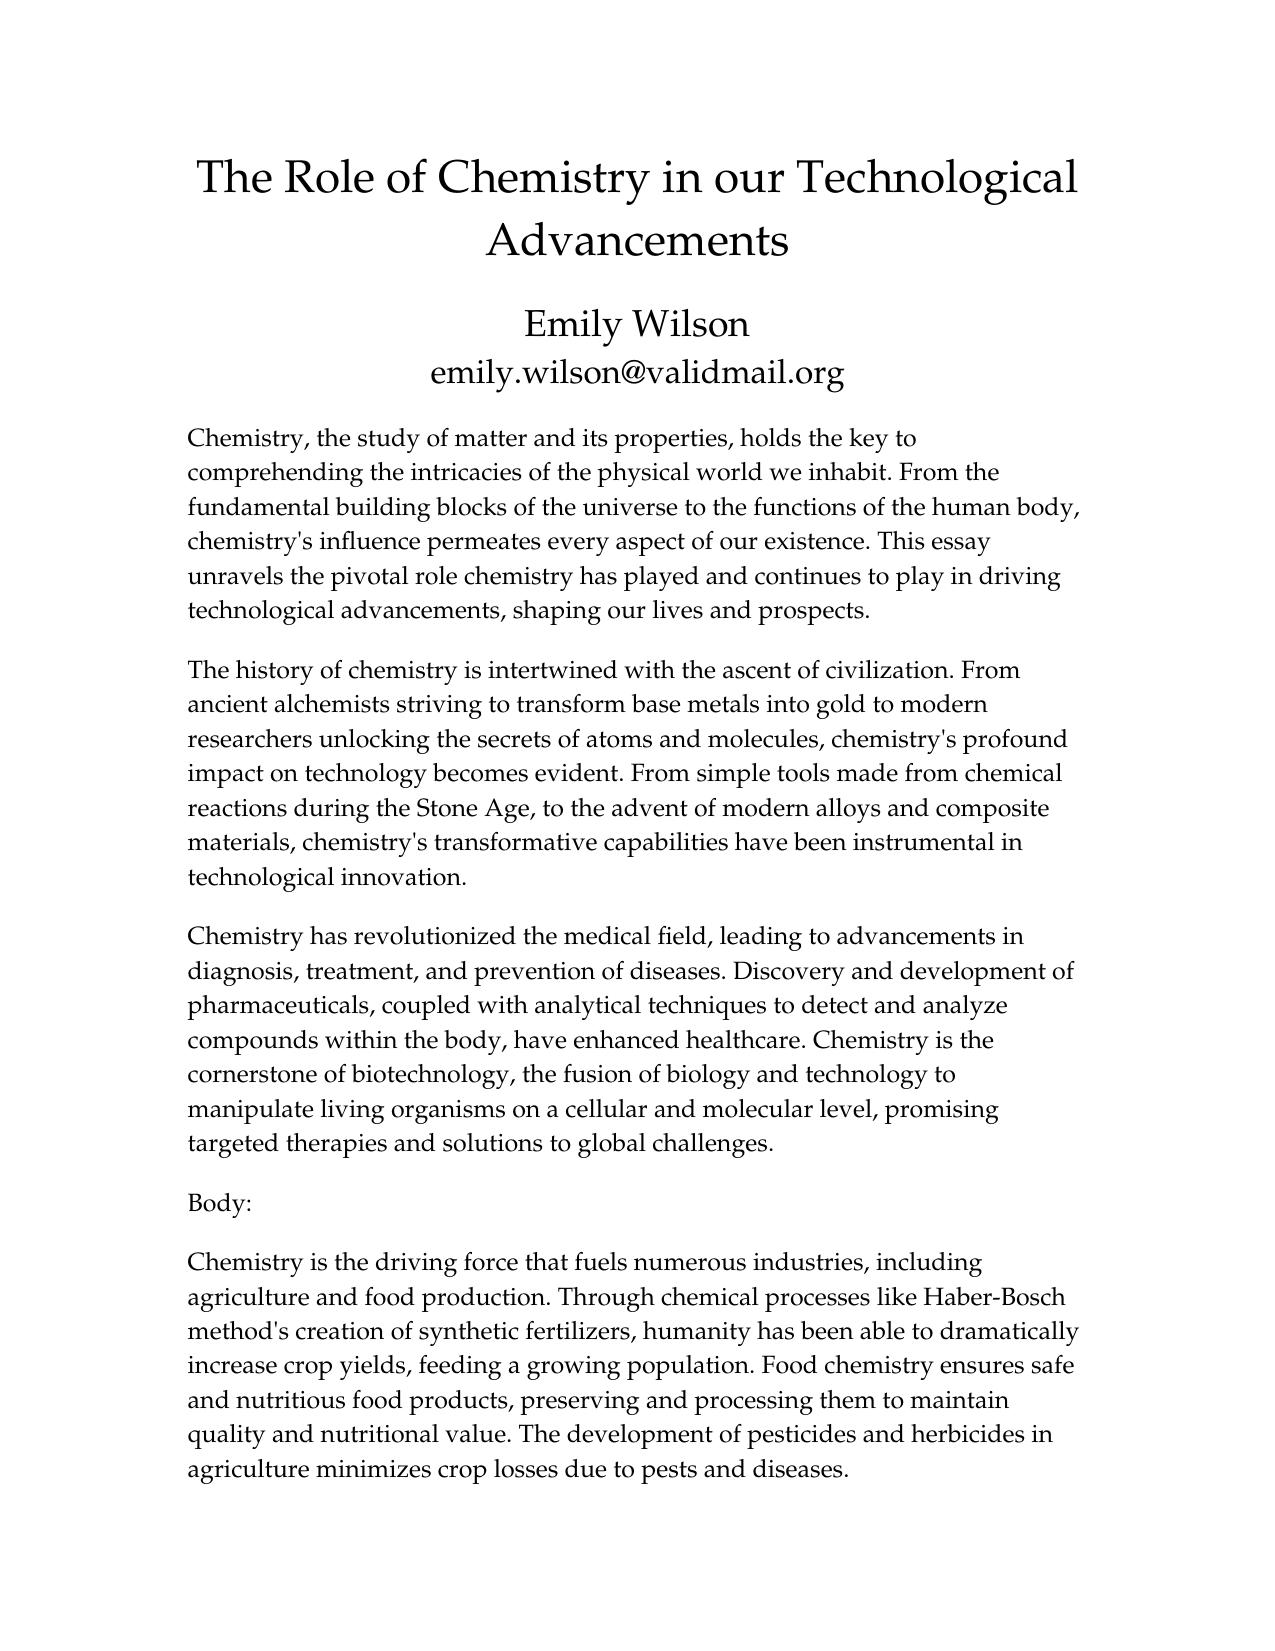 The Role of Chemistry in our Technological
Advancements
Emily Wilson
emily.wilson@validmail.org
Chemistry, the study of matter and its properties, holds the key to
comprehending the intricacies of the physical world we inhabit. From the
fundamental building blocks of the universe to the functions of the human body,
chemistry's influence permeates every aspect of our existence. This essay
unravels the pivotal role chemistry has played and continues to play in driving
technological advancements, shaping our lives and prospects.
The history of chemistry is intertwined with the ascent of civilization. From
ancient alchemists striving to transform base metals into gold to modern
researchers unlocking the secrets of atoms and molecules, chemistry's profound
impact on technology becomes evident. From simple tools made from chemical
reactions during the Stone Age, to the advent of modern alloys and composite
materials, chemistry's transformative capabilities have been instrumental in
technological innovation.
Chemistry has revolutionized the medical field, leading to advancements in
diagnosis, treatment, and prevention of diseases. Discovery and development of
pharmaceuticals, coupled with analytical techniques to detect and analyze
compounds within the body, have enhanced healthcare. Chemistry is the
cornerstone of biotechnology, the fusion of biology and technology to
manipulate living organisms on a cellular and molecular level, promising
targeted therapies and solutions to global challenges.
Body:
Chemistry is the driving force that fuels numerous industries, including
agriculture and food production. Through chemical processes like Haber-Bosch
method's creation of synthetic fertilizers, humanity has been able to dramatically
increase crop yields, feeding a growing population. Food chemistry ensures safe
and nutritious food products, preserving and processing them to maintain
quality and nutritional value. The development of pesticides and herbicides in
agriculture minimizes crop losses due to pests and diseases.